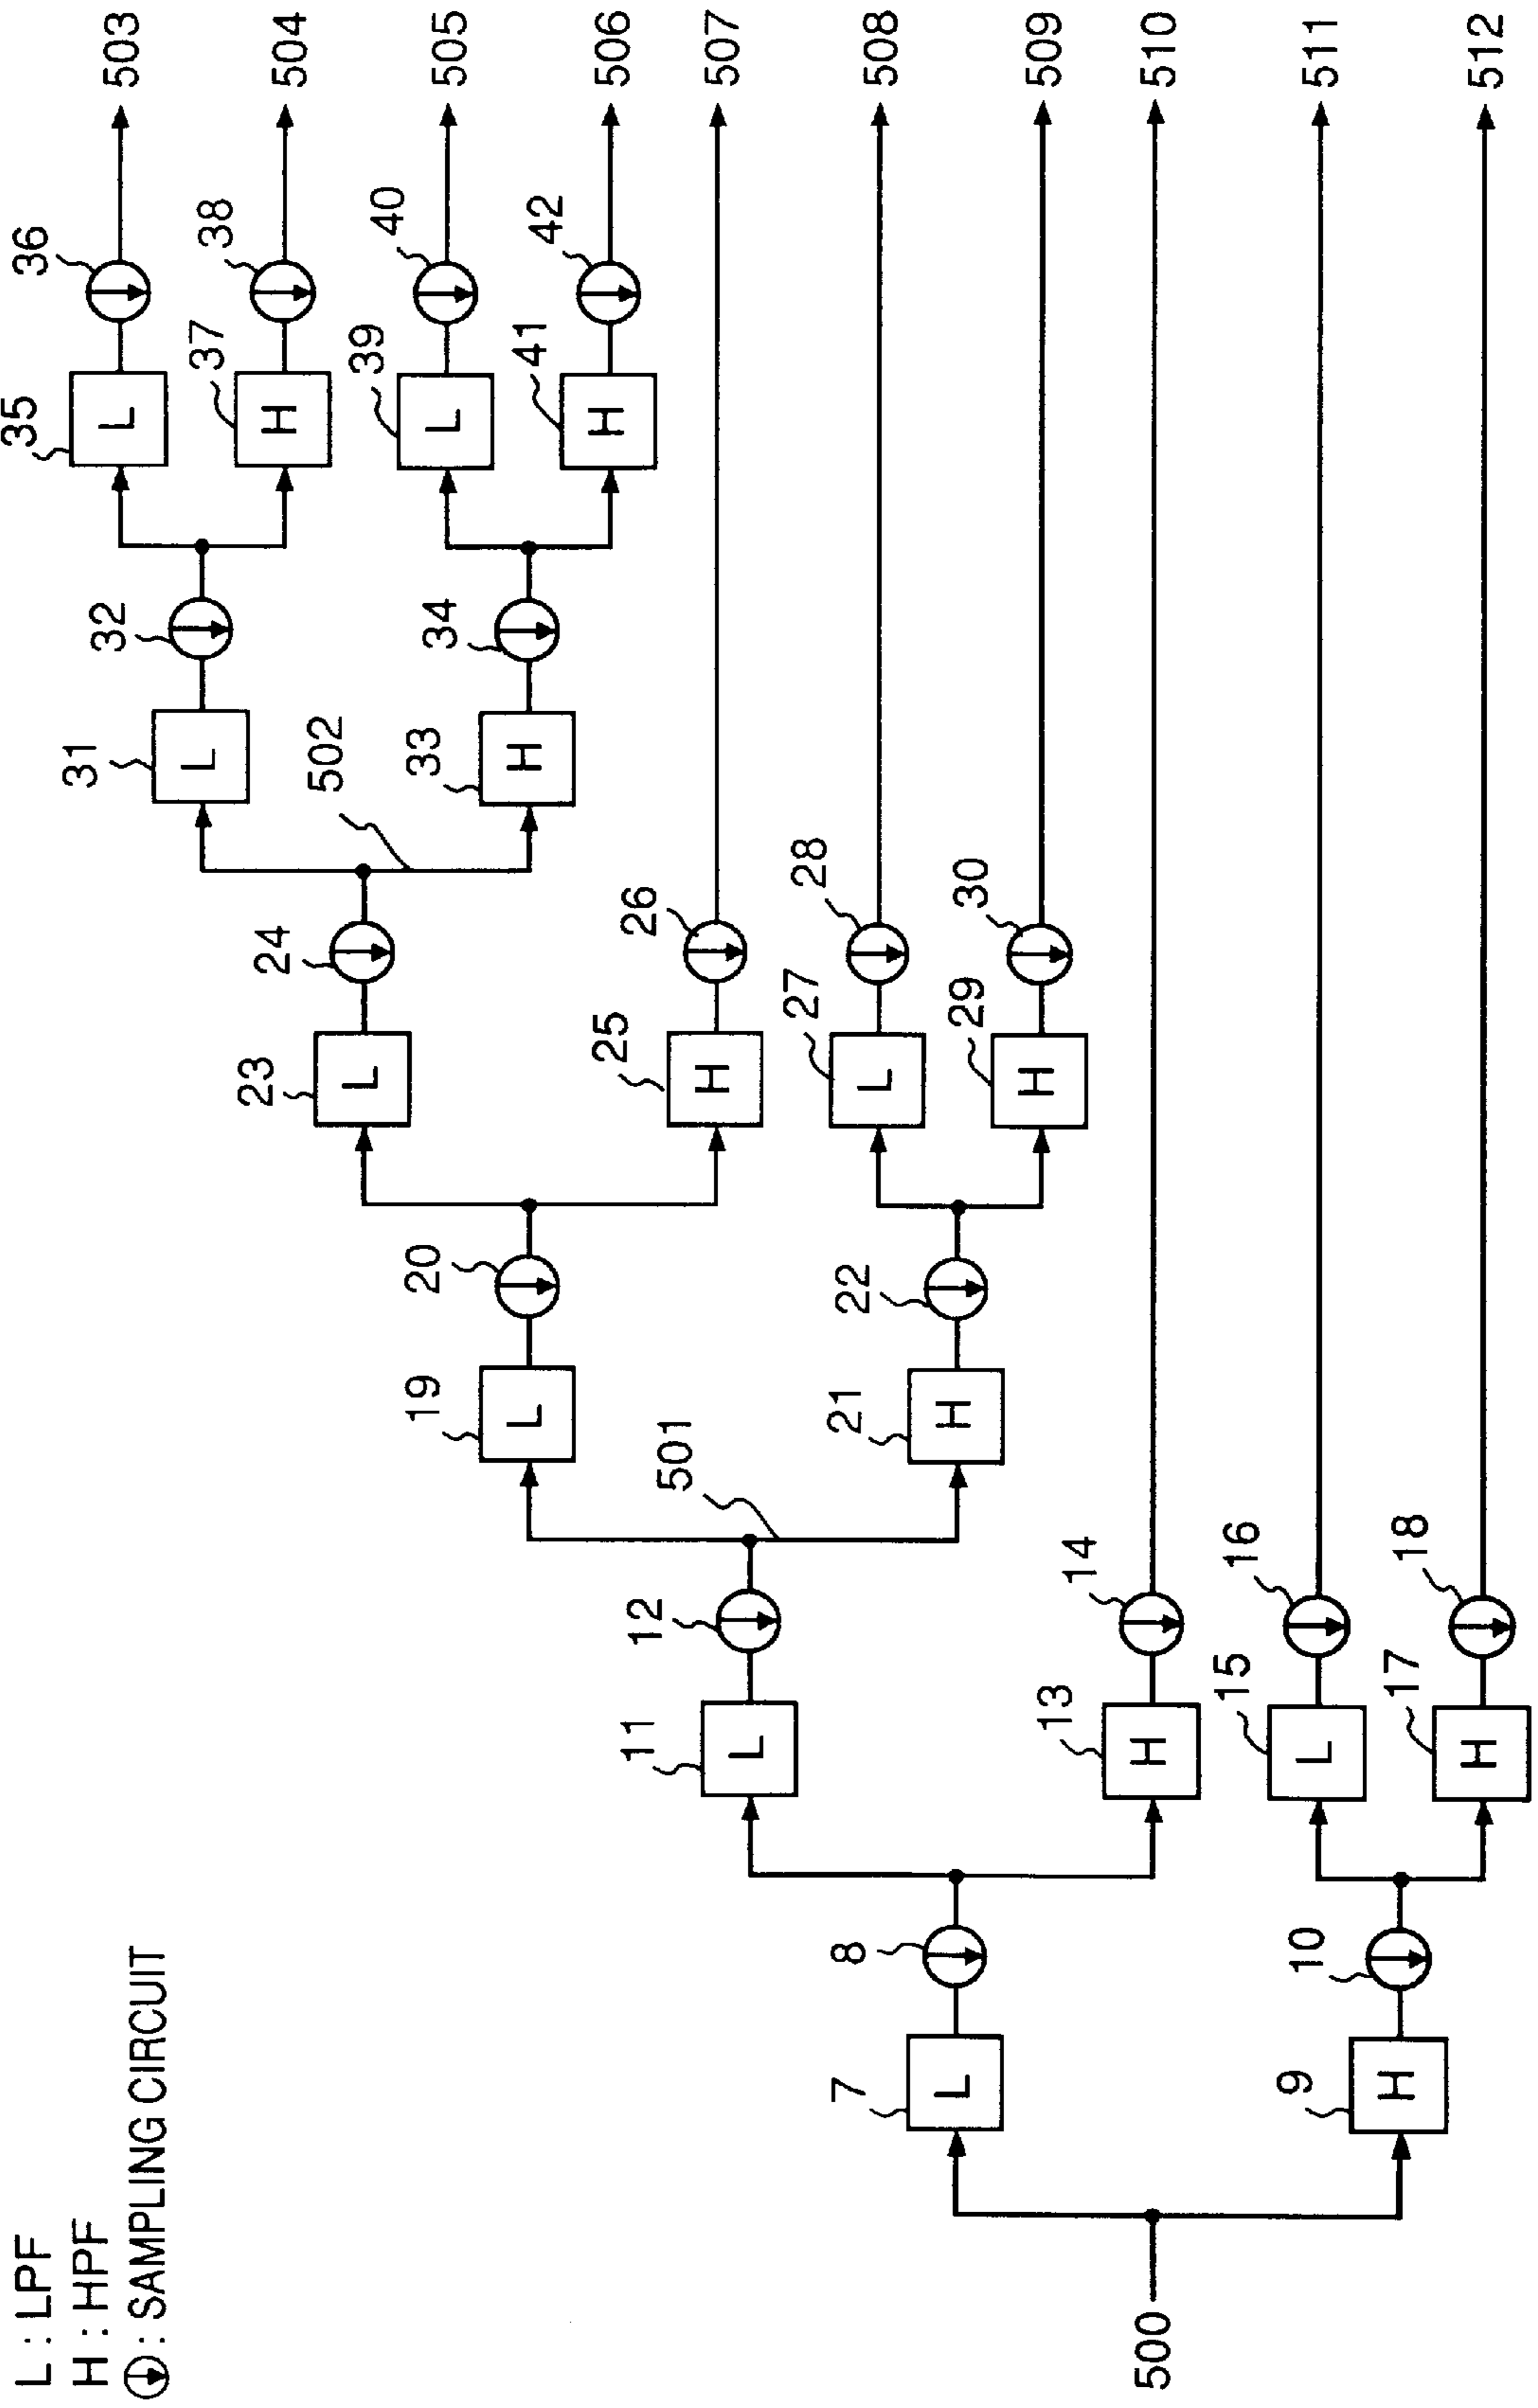 L : LPF
H : HPF
: SAMPLING CIRCUIT
500
7
L
8
9
H
10
11
L
12
13
H
14
15
L
16
17
H
18
501
19
L
20
21
H
22
23
L
24
25
H
26
27
L
28
29
H
30
502
31
L
32
33
H
34
35
L
36
37
H
38
39
L
40
41
H
42
503
504
505
506
507
508
509
510
511
512